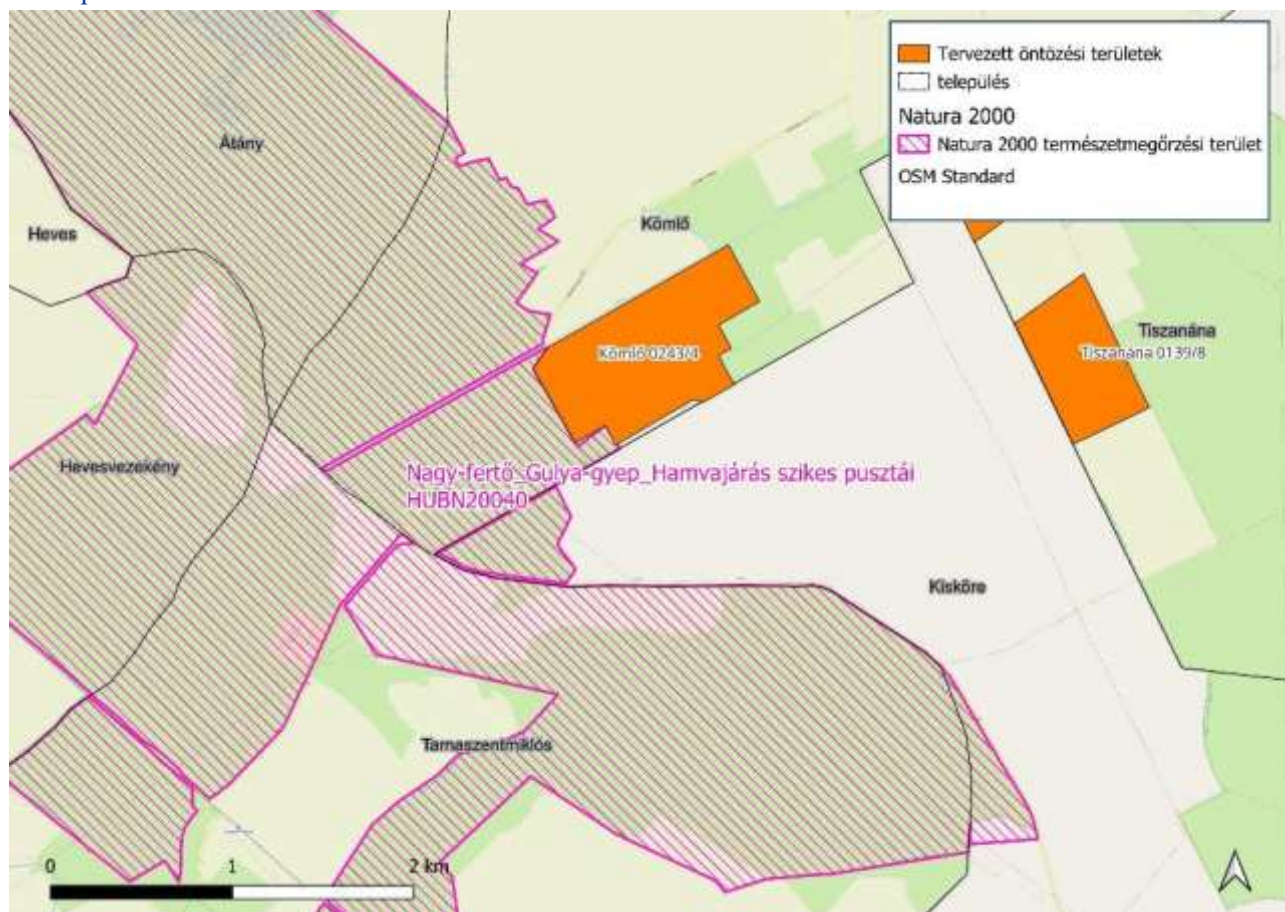 Tervezett öntözési területek
település
Natura 2000
Natura 2000 természetmegőrzési terület
OSM Standard
Átány
Heves
Kömlő
Kömlő 0243/4
Tiszanána
Tiszanána 0139/8
Hevesvezekény
Nagy-fertő_Gulya-gyep_Hamvajárás szikes pusztái
HUBN20040
Kisköre
Tarnaszentmiklós
0 1 2 km